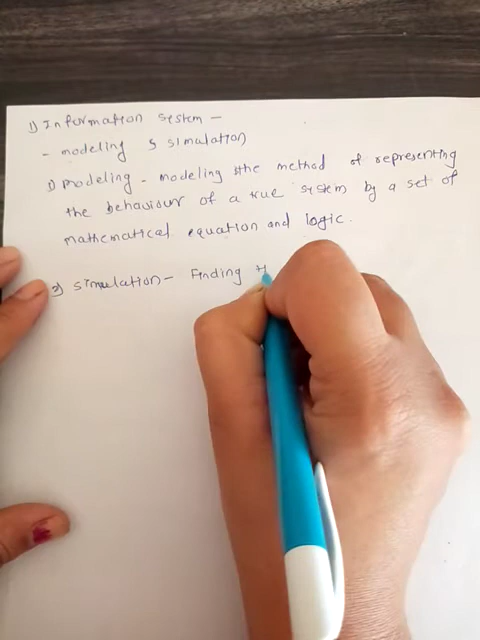 1) Information system -
- modeling & simulation
1) modeling - modeling the method of representing
the behaviour of a true system by a set of
mathematical equation and logic.
2) simulation - Finding